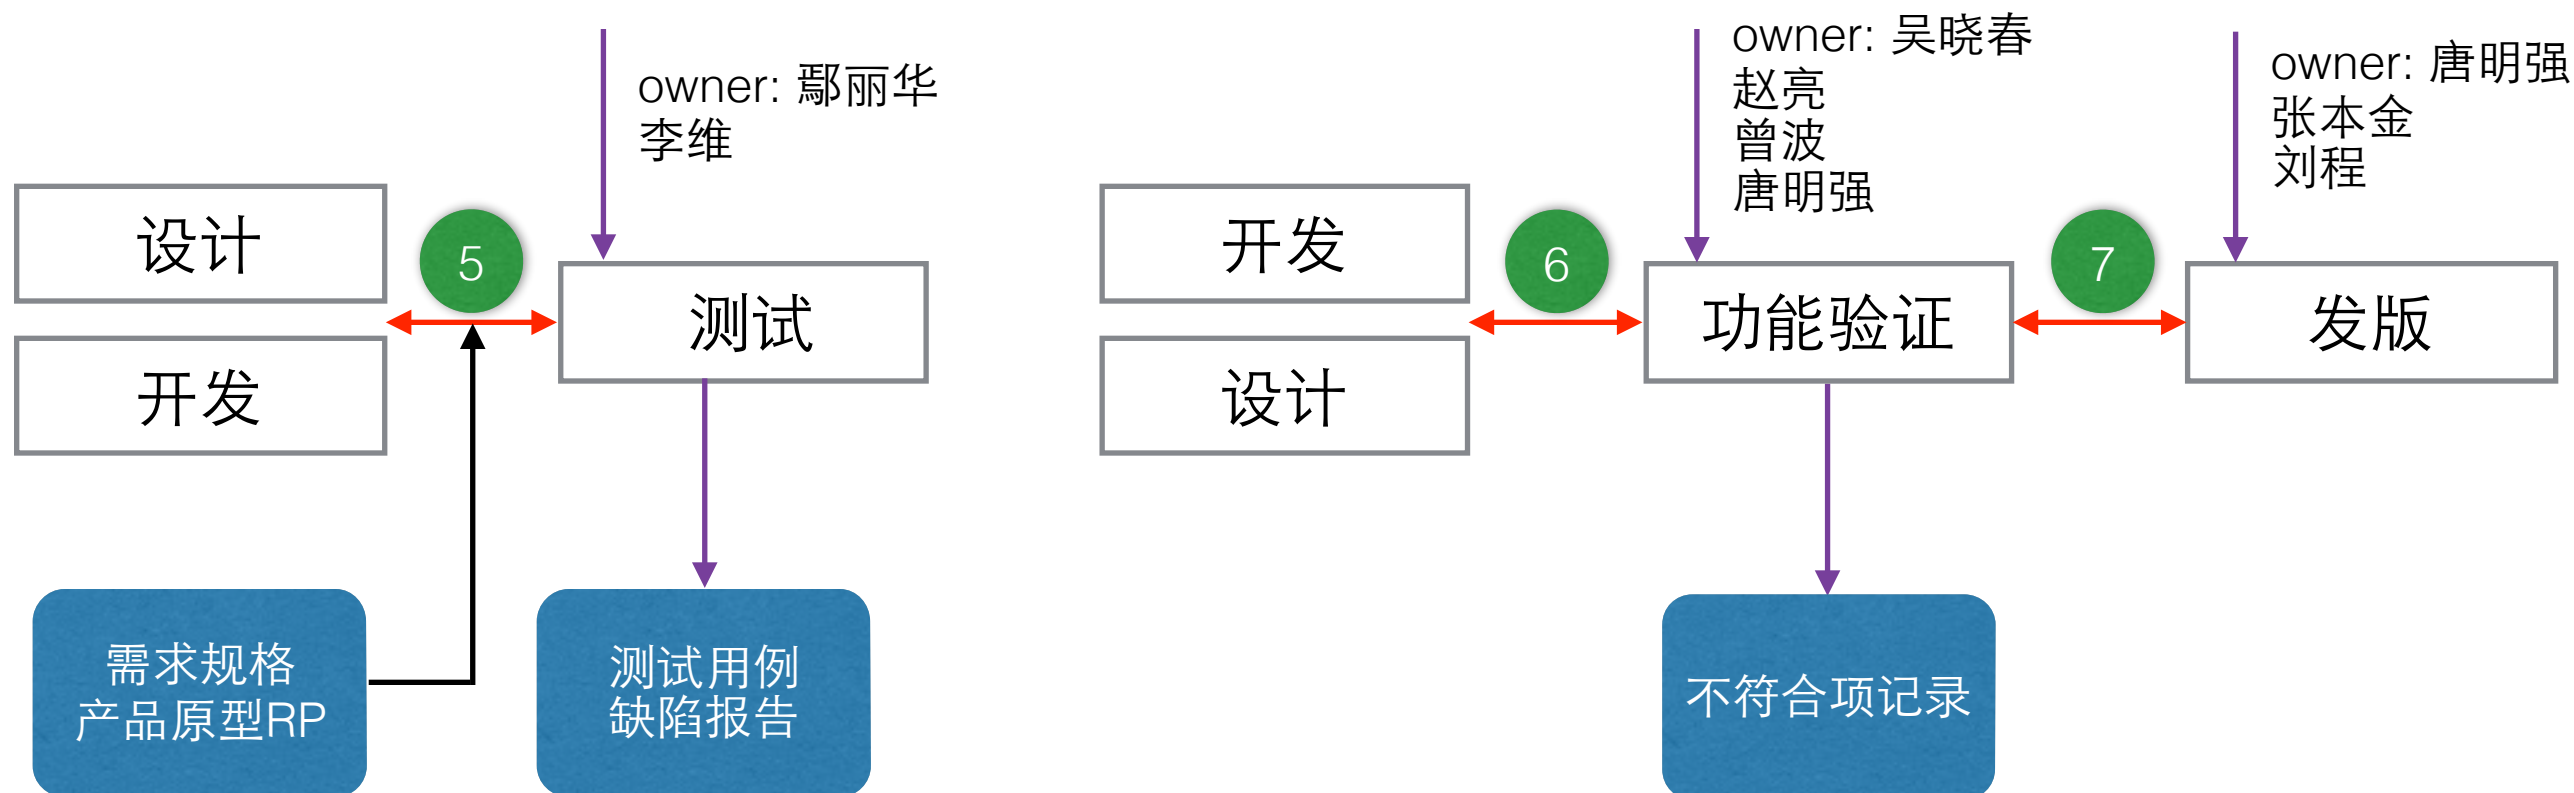 owner: 鄢丽华
李维
设计
5
开发
测试
需求规格
产品原型RP
测试用例
缺陷报告
owner: 吴晓春
赵亮
曾波
唐明强
owner: 唐明强
张本金
刘程
开发
6
设计
功能验证
7
发版
不符合项记录